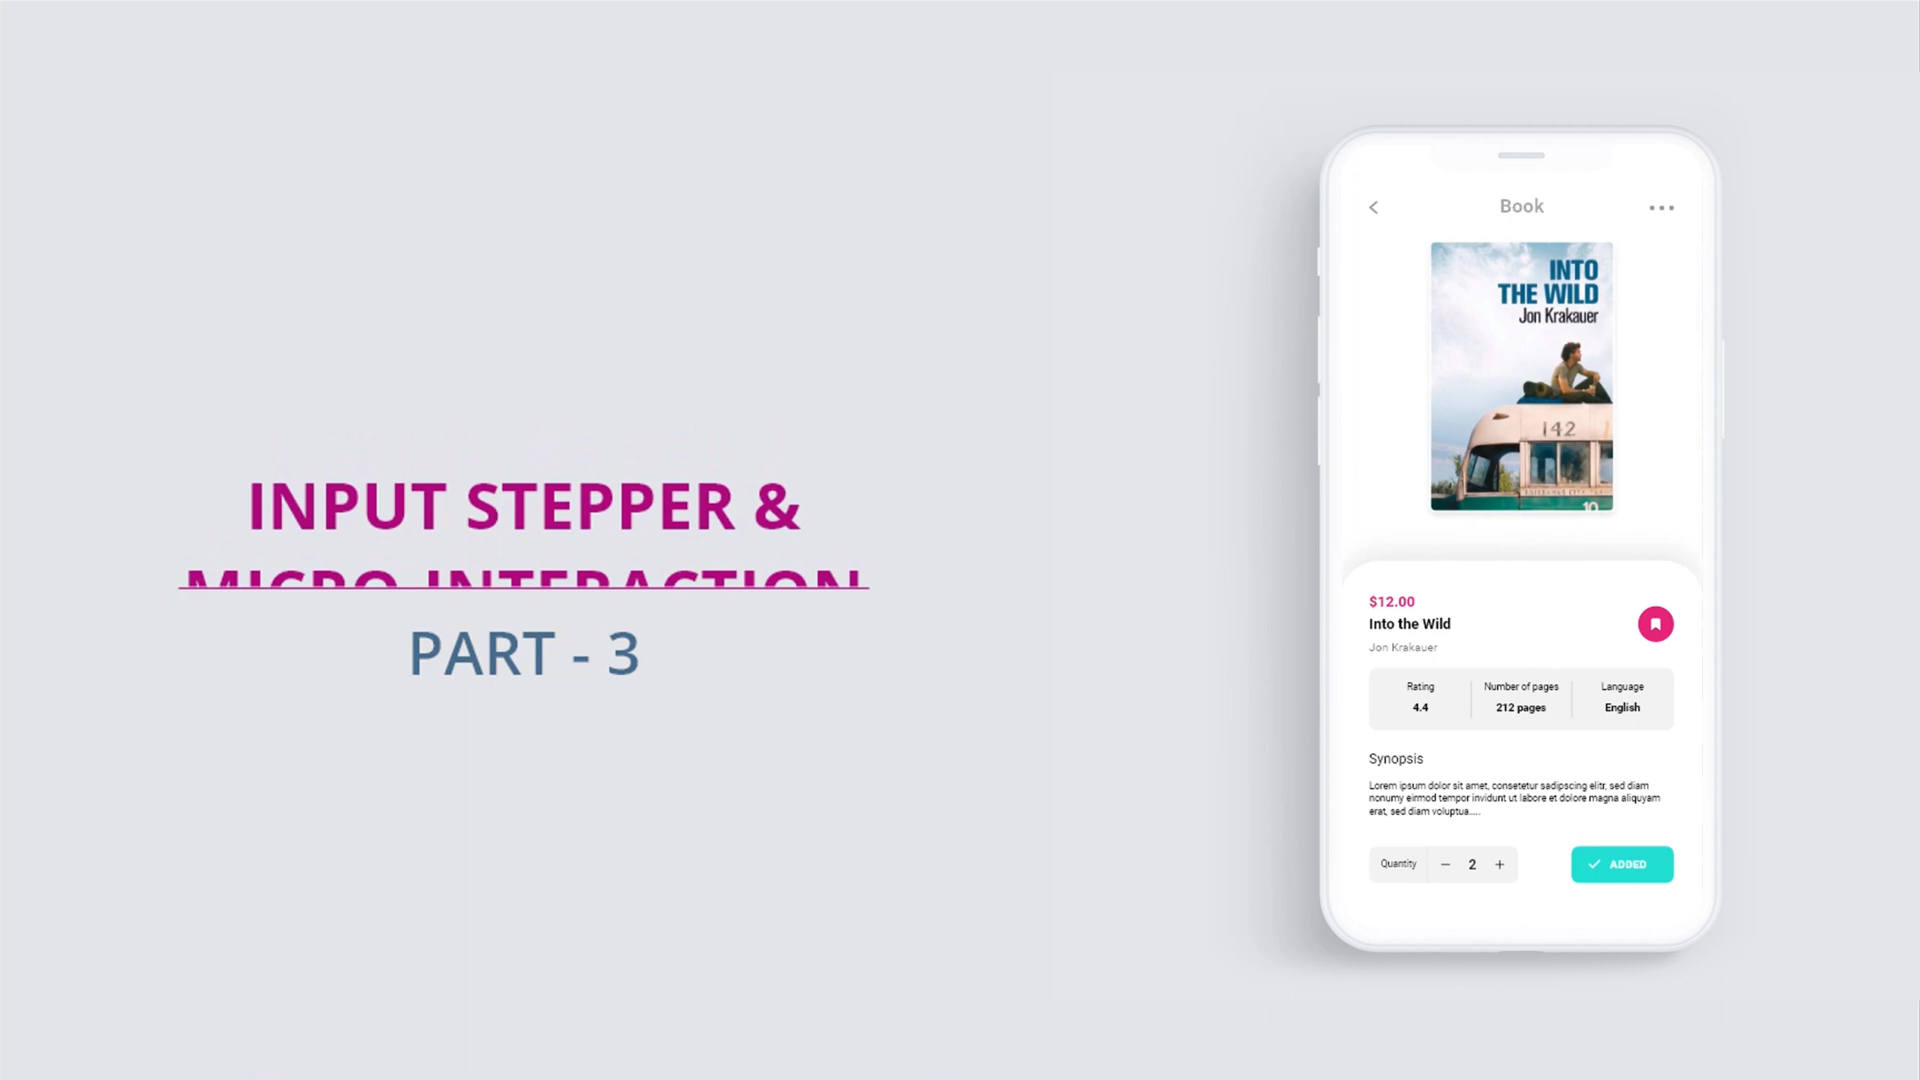 INPUT STEPPER &
MICRO-INTERACTION
PART - 3
Book
INTO
THE WILD
Jon Krakauer
142
$12.00
Into the Wild
Jon Krakauer
Rating
Number of pages
Language
4.4
212 pages
English
Synopsis
Lorem ipsum dolor sit amet, consetetur sadipscing elitr, sed diam
nonumy eirmod tempor invidunt ut labore et dolore magna aliquyam
erat, sed diam voluptua.....
Quantity
− 2 +
ADDED